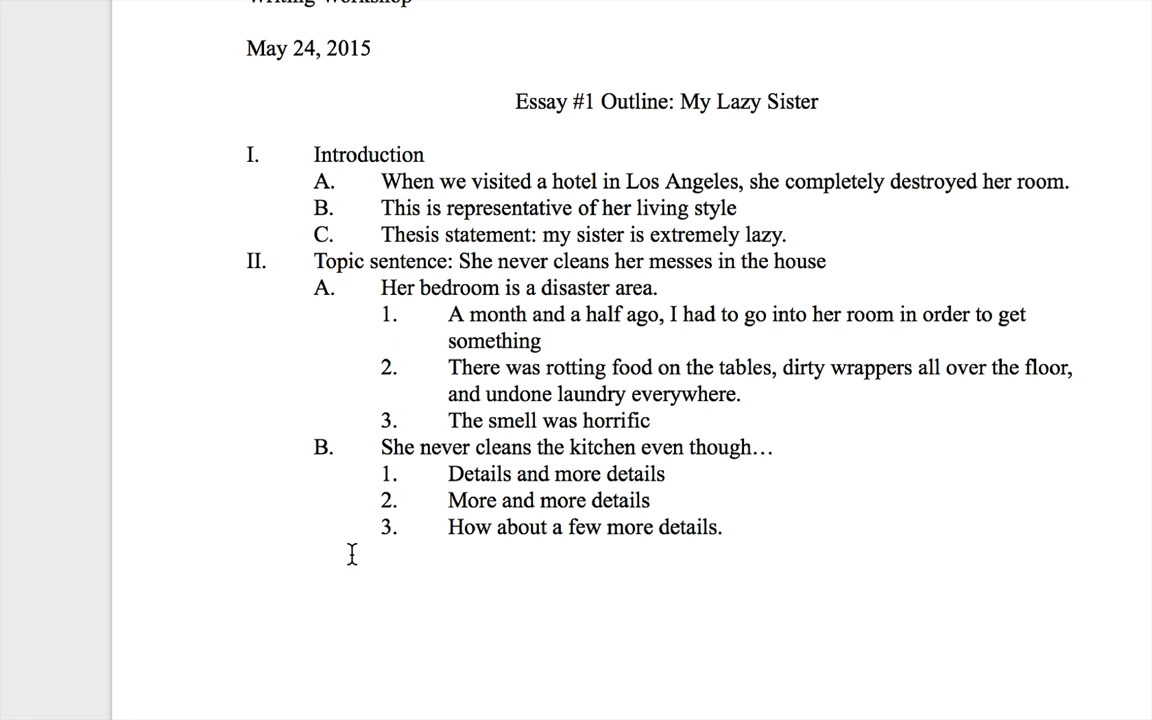 Writing Workshop
May 24, 2015
Essay #1 Outline: My Lazy Sister
I. Introduction
A. When we visited a hotel in Los Angeles, she completely destroyed her room.
B. This is representative of her living style
C. Thesis statement: my sister is extremely lazy.
II. Topic sentence: She never cleans her messes in the house
A. Her bedroom is a disaster area.
1. A month and a half ago, I had to go into her room in order to get
something
2. There was rotting food on the tables, dirty wrappers all over the floor,
and undone laundry everywhere.
3. The smell was horrific
B. She never cleans the kitchen even though…
1. Details and more details
2. More and more details
3. How about a few more details.